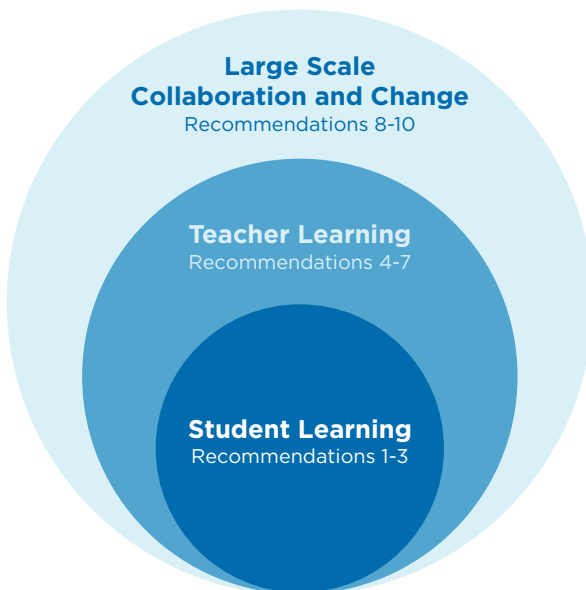 Large Scale
Collaboration and Change
Recommendations 8-10
Teacher Learning
Recommendations 4-7
Student Learning
Recommendations 1-3